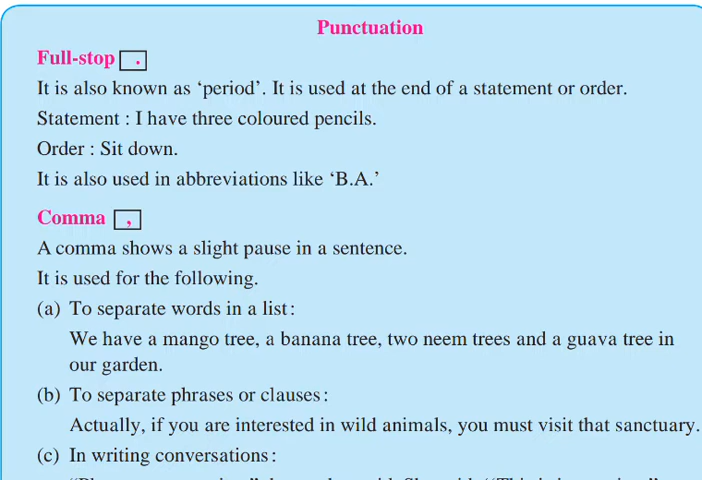 Punctuation
Full-stop .
It is also known as ‘period’. It is used at the end of a statement or order.
Statement : I have three coloured pencils.
Order : Sit down.
It is also used in abbreviations like ‘B.A.’
Comma ,
A comma shows a slight pause in a sentence.
It is used for the following.
(a) To separate words in a list :
We have a mango tree, a banana tree, two neem trees and a guava tree in
our garden.
(b) To separate phrases or clauses :
Actually, if you are interested in wild animals, you must visit that sanctuary.
(c) In writing conversations :